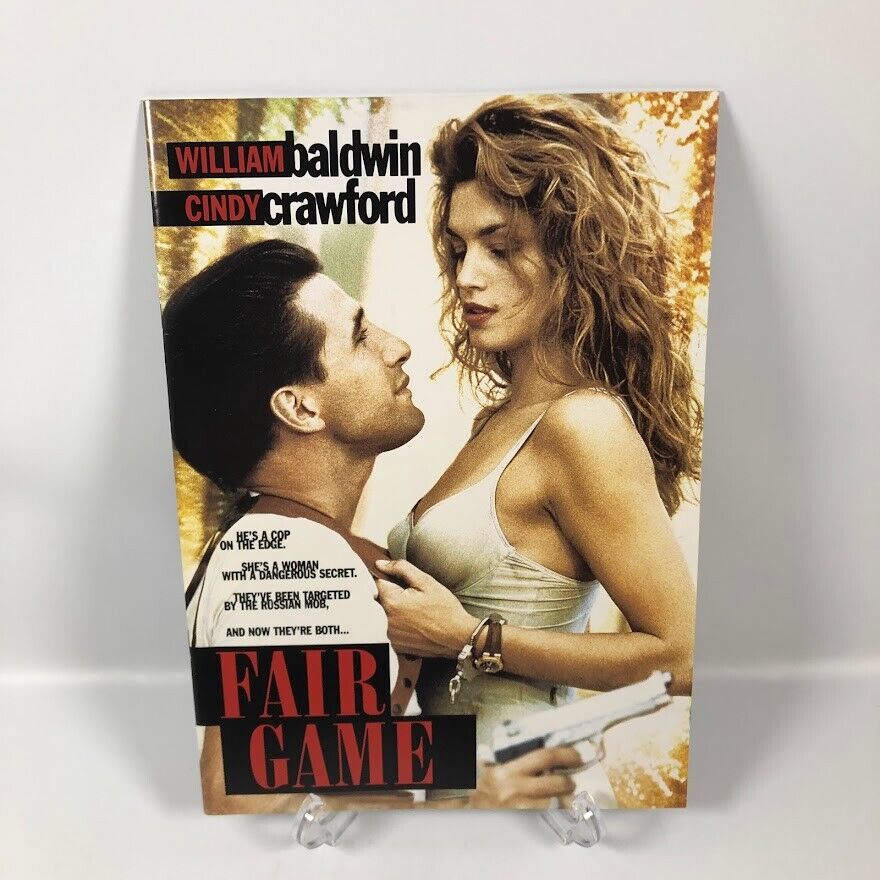 WILLIAM baldwin
CINDY crawford
HE'S A COP
ON THE EDGE.
SHE'S A WOMAN
WITH A DANGEROUS SECRET.
THEY'VE BEEN TARGETED
BY THE RUSSIAN MOB,
AND NOW THEY'RE BOTH...
FAIR
GAME